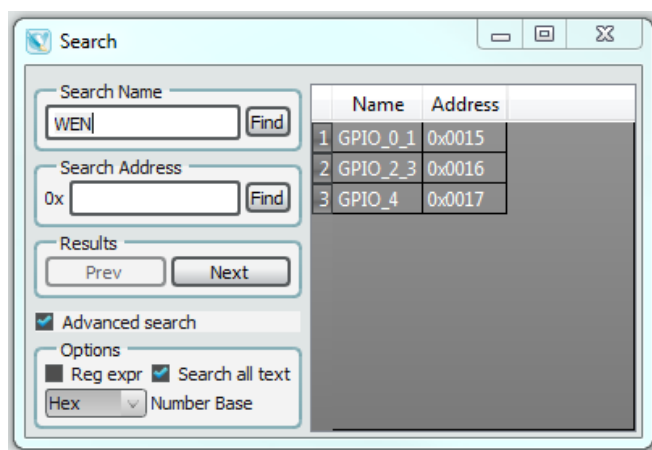 Search
Search Name
WEN Find
Search Address
0x Find
Results
Prev Next
Advanced search
Options
Reg expr Search all text
Hex Number Base
Name Address
1 GPIO_0_1 0x0015
2 GPIO_2_3 0x0016
3 GPIO_4 0x0017